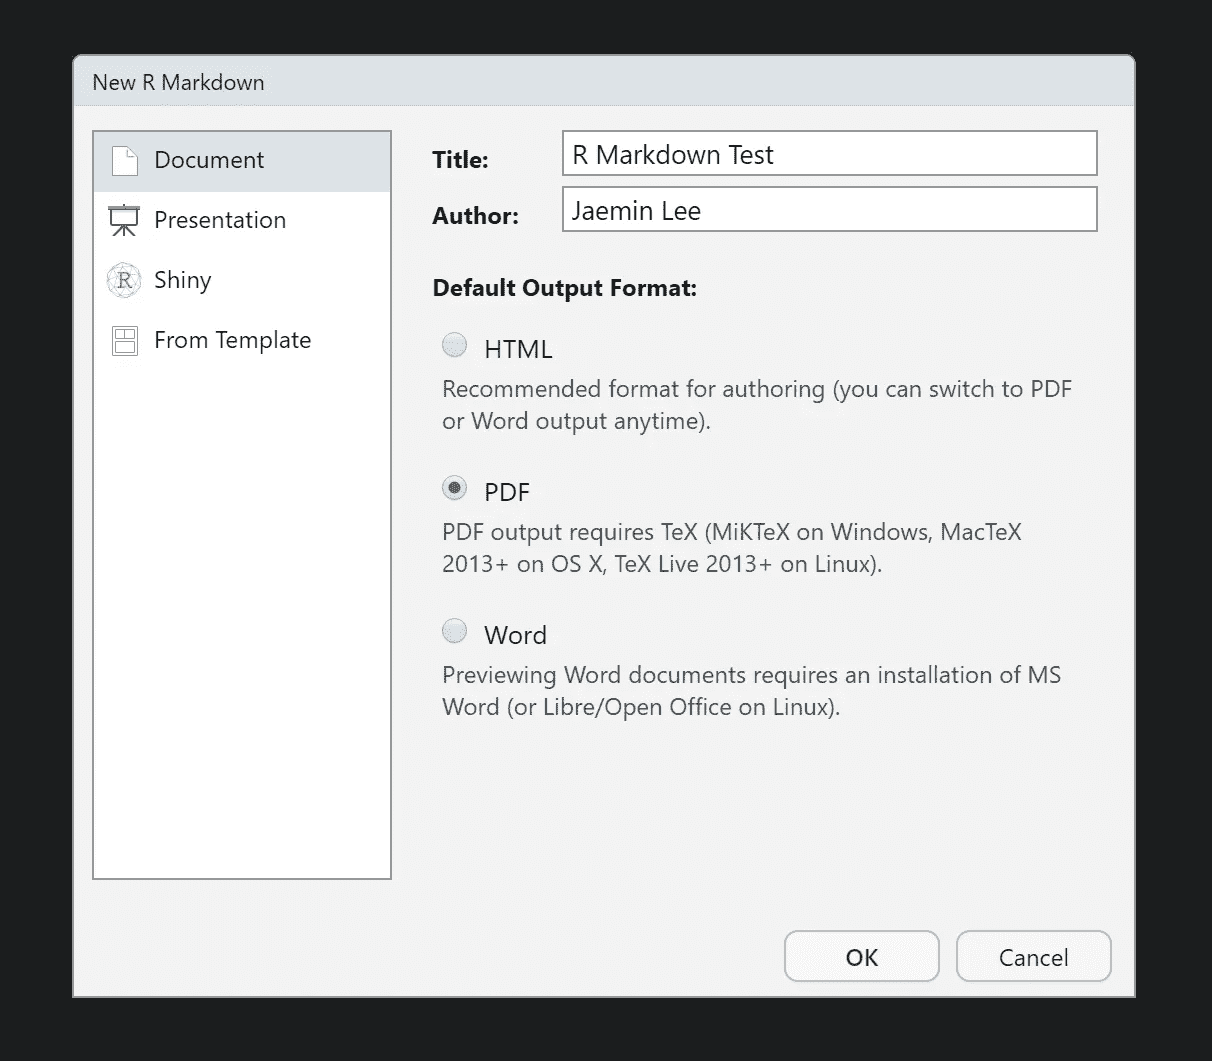 New R Markdown
Document
Presentation
R
Shiny
From Template
Title:
R Markdown Test
Author:
Jaemin Lee
Default Output Format:
HTML
Recommended format for authoring (you can switch to PDF
or Word output anytime).
PDF
PDF output requires TeX (MiKTeX on Windows, MacTeX
2013+ on OS X, TeX Live 2013+ on Linux).
Word
Previewing Word documents requires an installation of MS
Word (or Libre/Open Office on Linux).
OK
Cancel